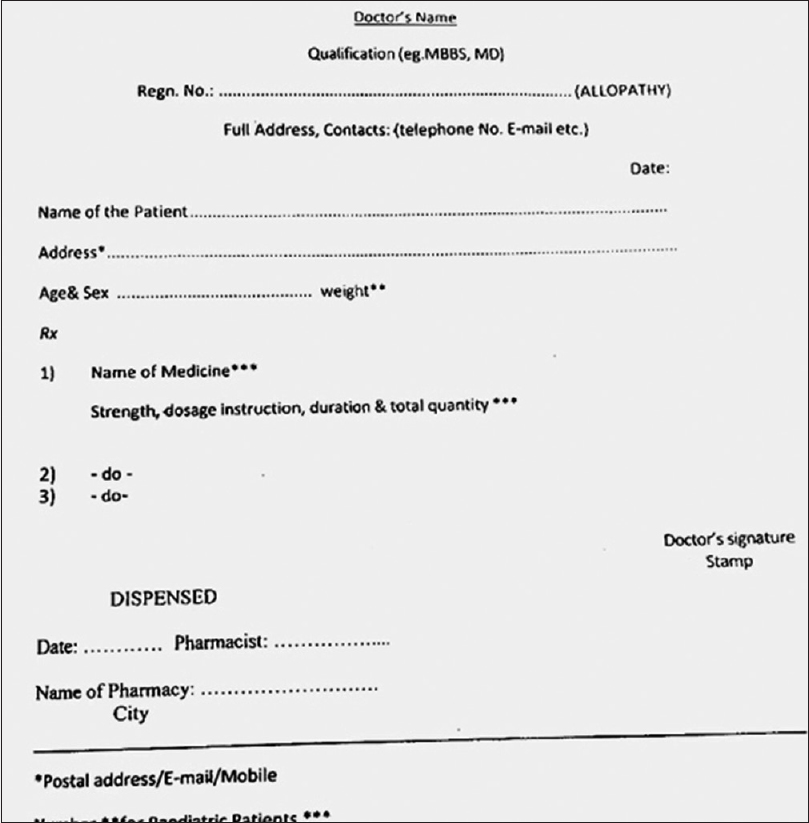 Doctor's Name
Qualification (eg.MBBS, MD)
Regn. No.: ........................................................................ (ALLOPATHY)
Full Address, Contacts: (telephone No. E-mail etc.)
Date:
Name of the Patient................................................................................................
Address*....................................................................................................................
Age& Sex ........................................ weight**
Rx
1) Name of Medicine***
Strength, dosage instruction, duration & total quantity ***
2) - do -
3) - do-
Doctor's signature
Stamp
DISPENSED
Date: ............ Pharmacist: ....................
Name of Pharmacy: ..............................
City
*Postal address/E-mail/Mobile
Number **for Paediatric Patients ***